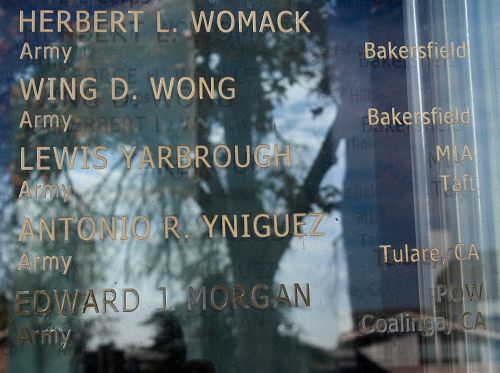 HERBERT L. WOMACK
Army Bakersfield
WING D. WONG
Army Bakersfield
LEWIS YARBROUGH MIA
Army Taft
ANTONIO R. YNIGUEZ
Army Tulare, CA
EDWARD J. MORGAN POW
Army Coalinga, CA